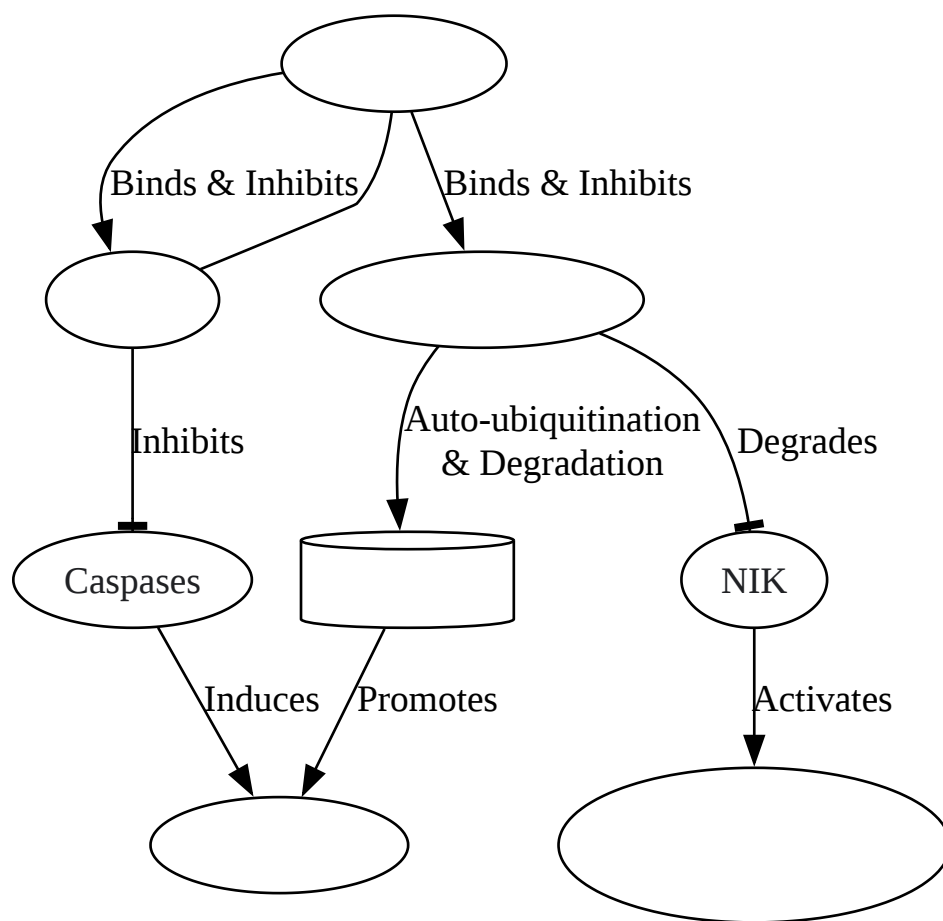 Binds & Inhibits
Binds & Inhibits
Auto-ubiquitination
& Degradation
Degrades
Inhibits
Caspases
NIK
Induces
Promotes
Activates